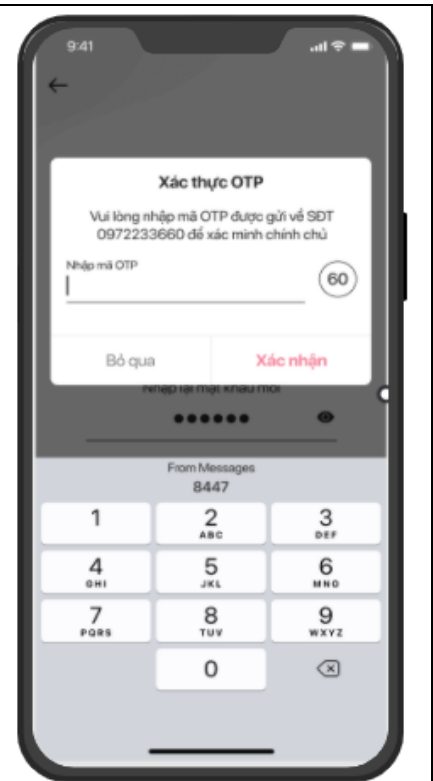 9:41
Xác thực OTP
Vui lòng nhập mã OTP được gửi về SĐT
0972233660 để xác minh chính chủ
Nhập mã OTP
60
Bỏ qua
Xác nhận
Nhập lại mật khẩu mới
From Messages
8447
1
2
ABC
3
DEF
4
GHI
5
JKL
6
MNO
7
PQRS
8
TUV
9
WXYZ
0